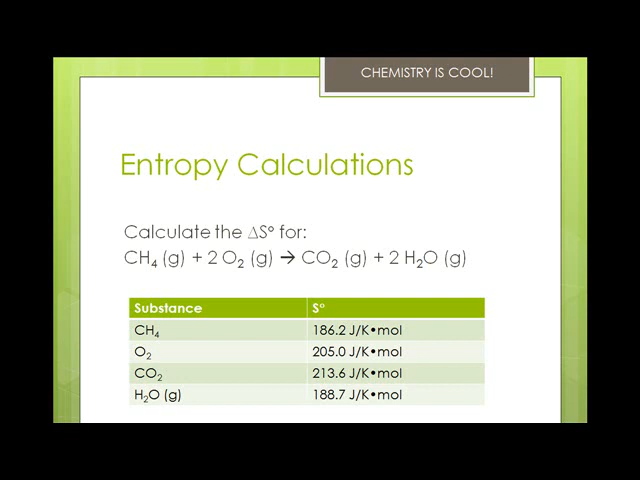 CHEMISTRY IS COOL!
Entropy Calculations
Calculate the ∆S° for:
CH₄ (g) + 2 O₂ (g) → CO₂ (g) + 2 H₂O (g)
Substance S°
CH₄ 186.2 J/K•mol
O₂ 205.0 J/K•mol
CO₂ 213.6 J/K•mol
H₂O (g) 188.7 J/K•mol